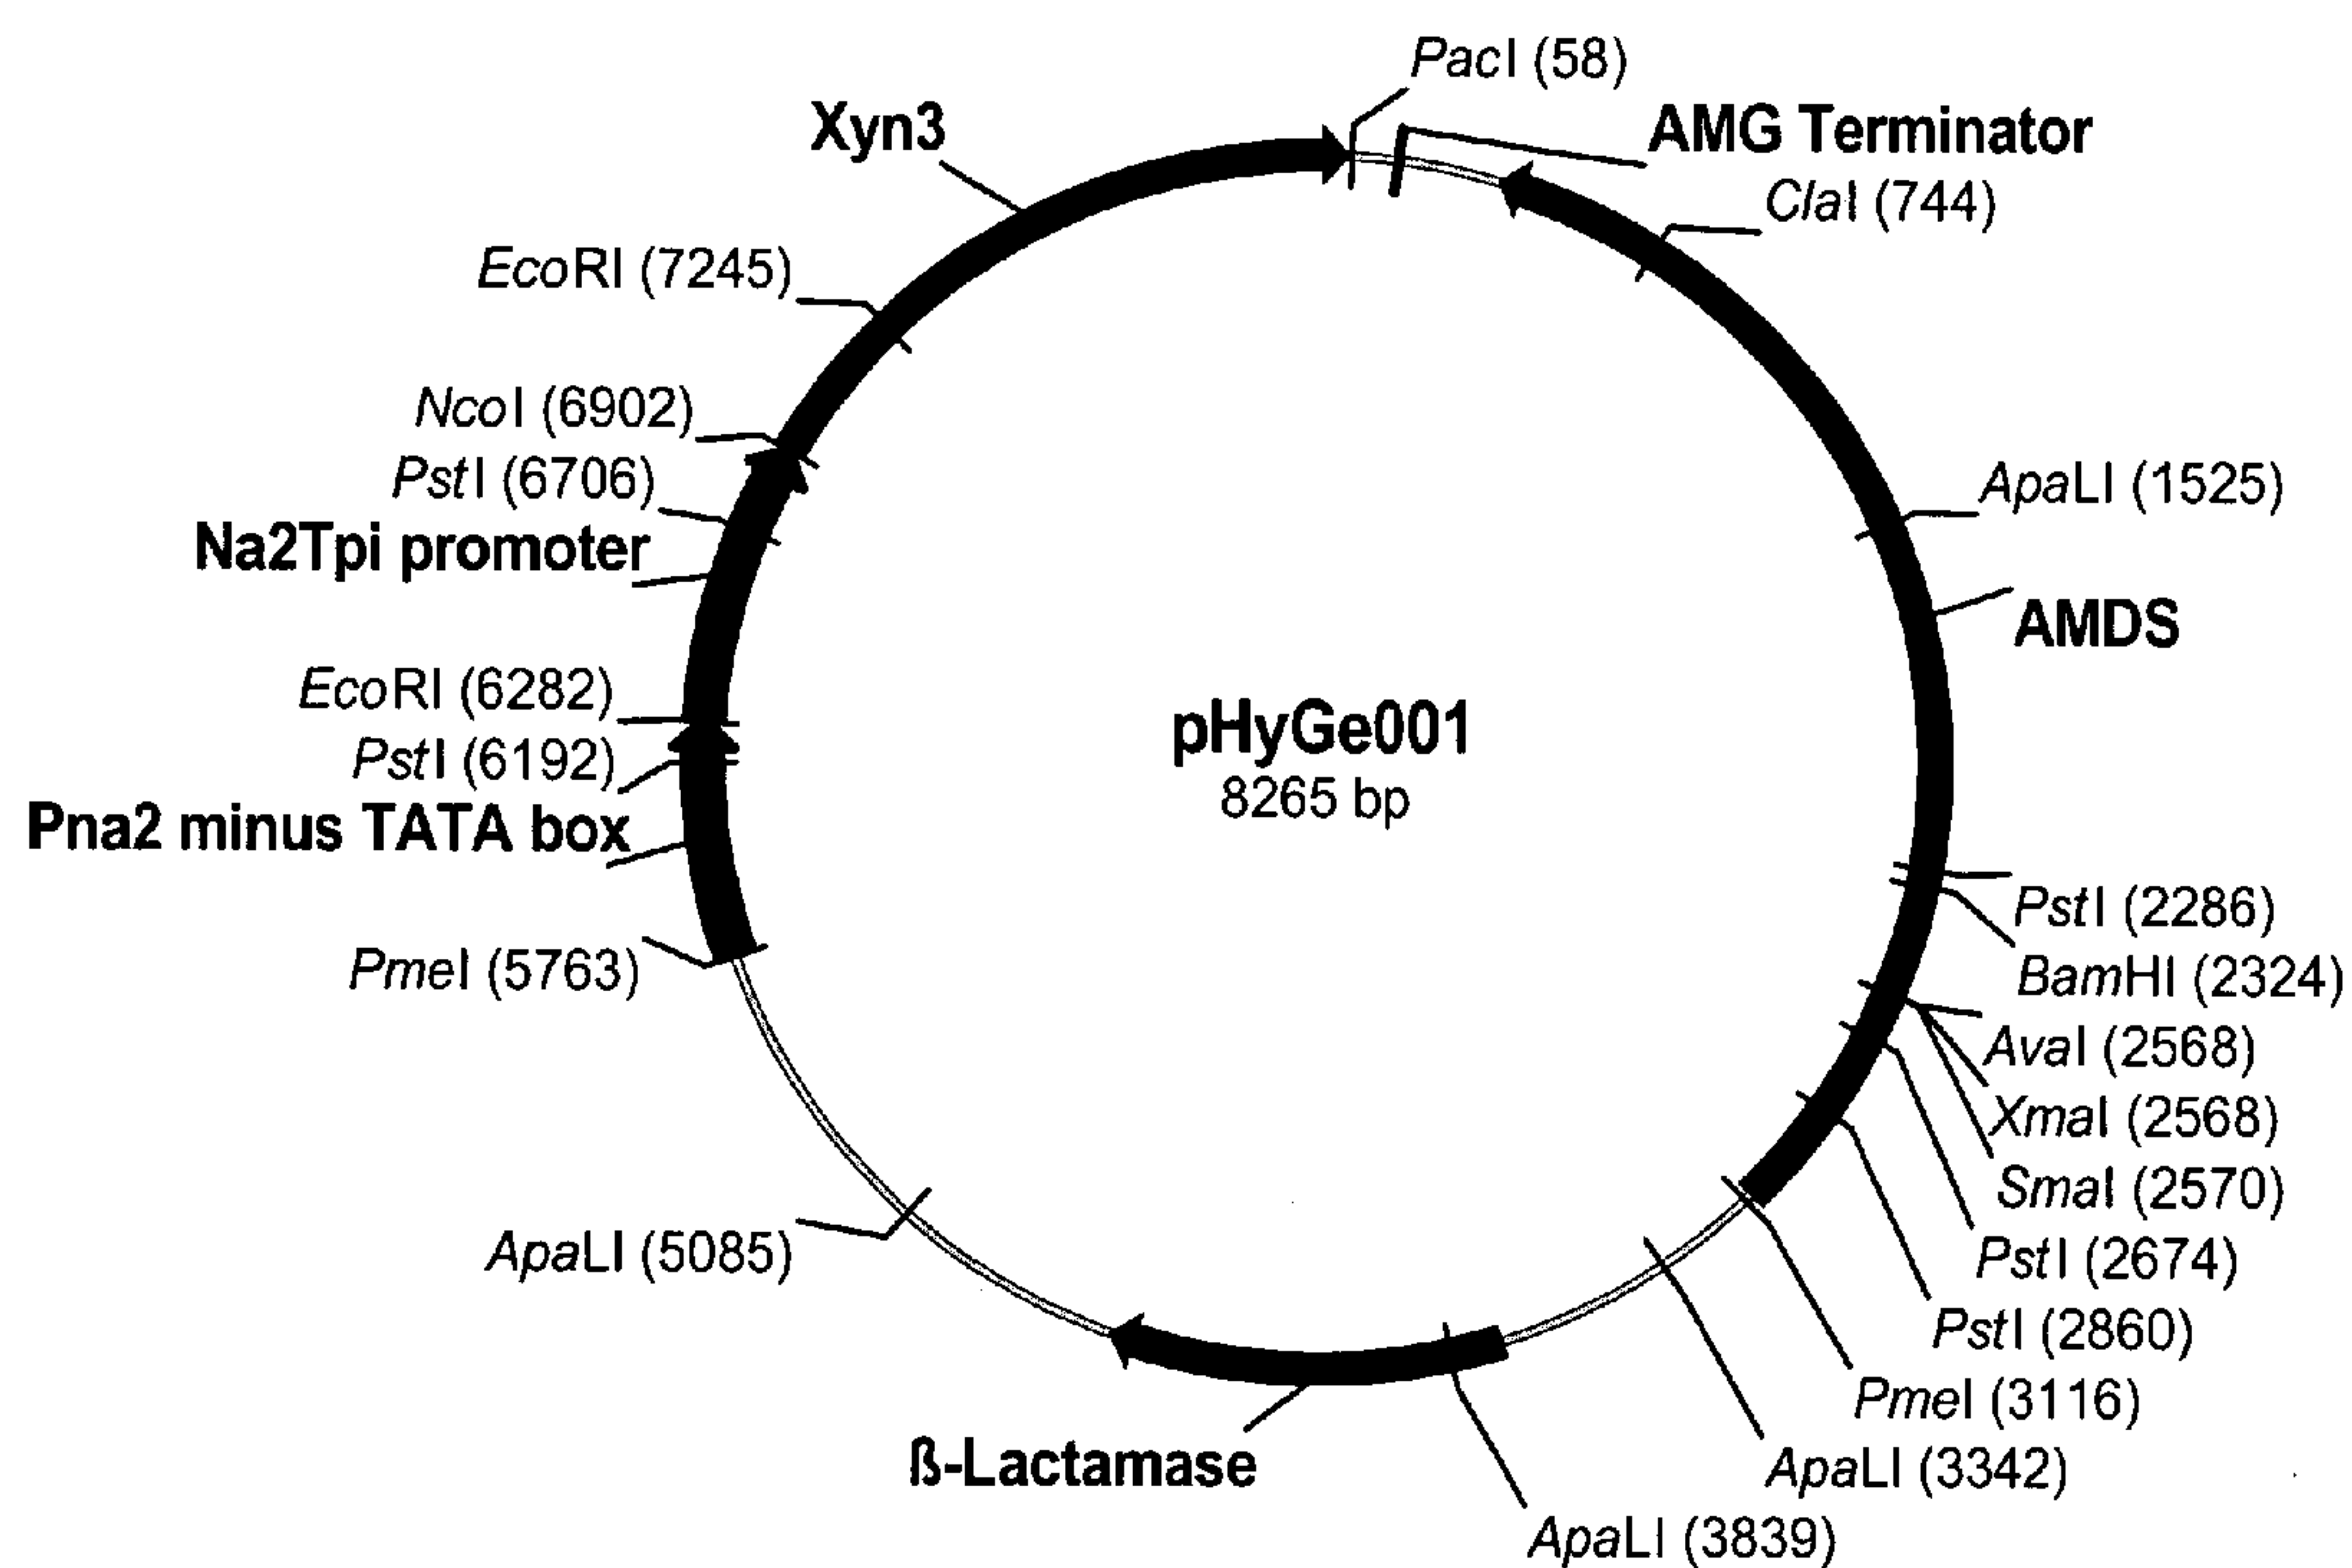 PacI (58)
Xyn3
AMG Terminator
ClaI (744)
EcoRI (7245)
NcoI (6902)
PstI (6706)
ApaLI (1525)
Na2Tpi promoter
AMDS
EcoRI (6282)
pHyGe001
PstI (6192)
8265 bp
Pna2 minus TATA box
PstI (2286)
PmeI (5763)
BamHI (2324)
AvaI (2568)
XmaI (2568)
SmaI (2570)
ApaLI (5085)
PstI (2674)
PstI (2860)
PmeI (3116)
ß-Lactamase
ApaLI (3342)
ApaLI (3839)